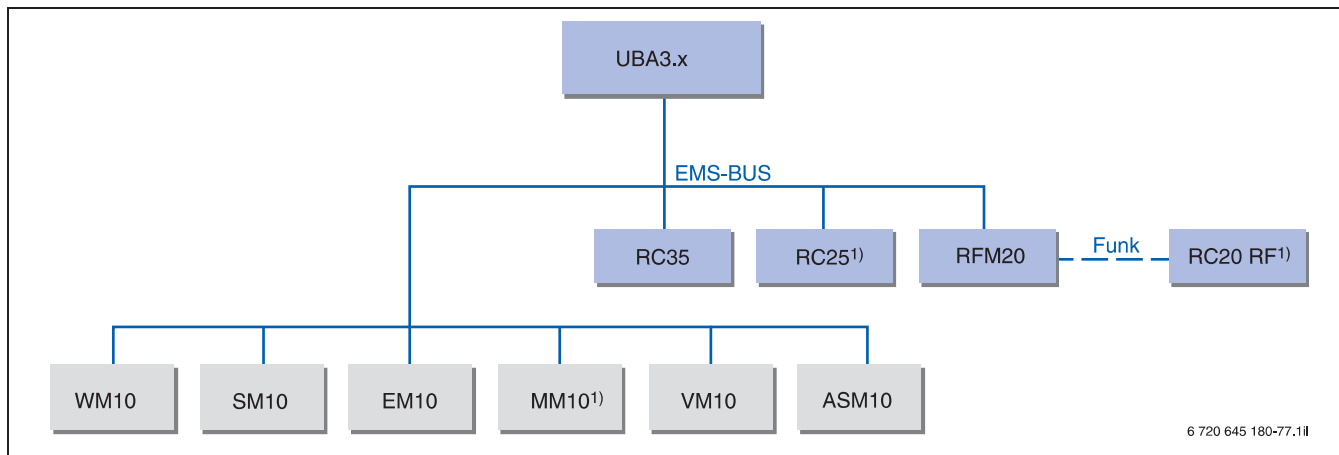 UBA3.x
EMS-BUS
RC35
RC25¹⁾
RFM20
Funk
RC20 RF¹⁾
WM10
SM10
EM10
MM10¹⁾
VM10
ASM10
6 720 645 180-77.1il